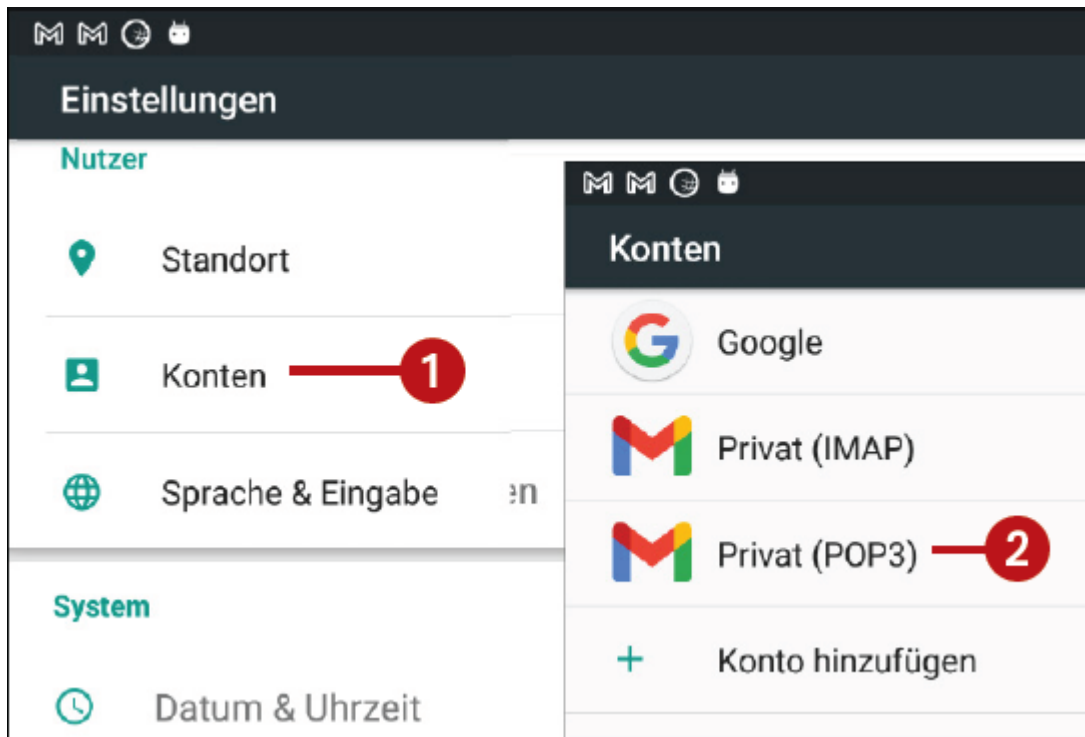 Einstellungen
Nutzer
Standort
Konten
1
Sprache & Eingabe
en
System
Datum & Uhrzeit
Konten
Google
Privat (IMAP)
Privat (POP3)
2
Konto hinzufügen